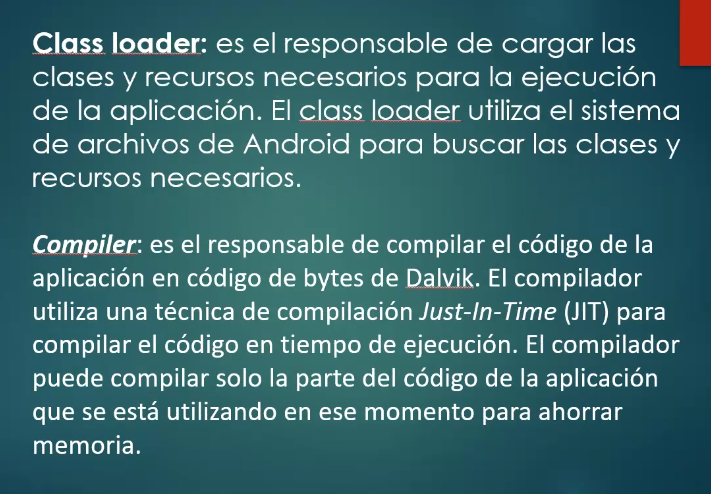 Class loader: es el responsable de cargar las
clases y recursos necesarios para la ejecución
de la aplicación. El class loader utiliza el sistema
de archivos de Android para buscar las clases y
recursos necesarios.
Compiler: es el responsable de compilar el código de la
aplicación en código de bytes de Dalvik. El compilador
utiliza una técnica de compilación Just-In-Time (JIT) para
compilar el código en tiempo de ejecución. El compilador
puede compilar solo la parte del código de la aplicación
que se está utilizando en ese momento para ahorrar
memoria.